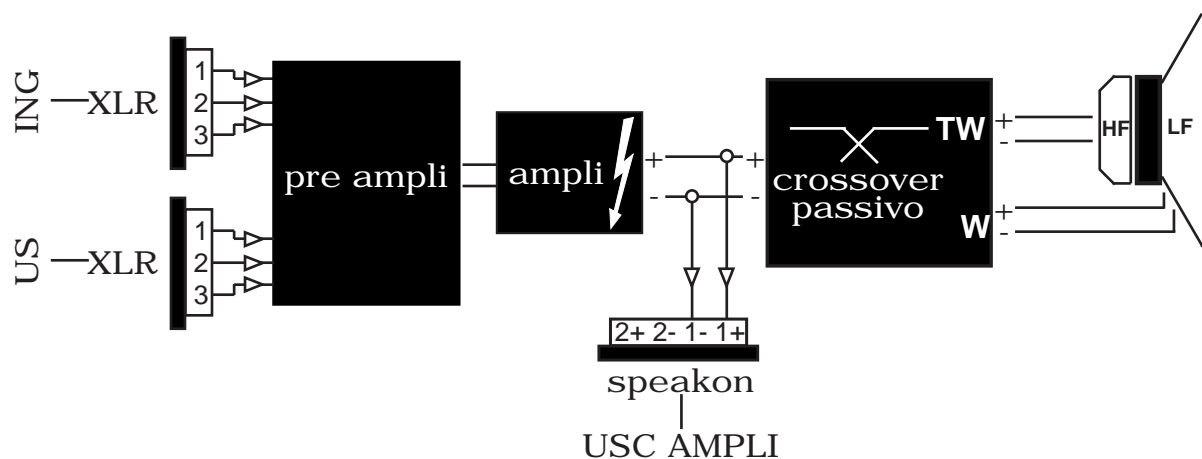 ING
XLR
1
2
3
US
XLR
1
2
3
pre ampli
ampli
+
-
+
-
crossover
passivo
TW
W
+
-
+
-
HF
LF
2+ 2- 1- 1+
speakon
USC AMPLI